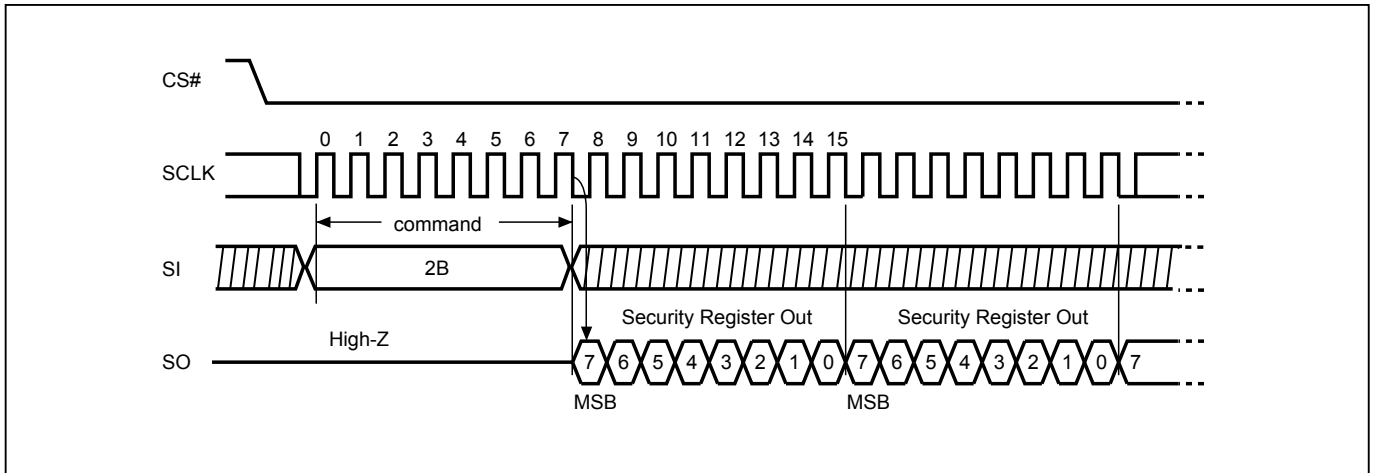 CS#
0 1 2 3 4 5 6 7 8 9 10 11 12 13 14 15
SCLK
command
SI
2B
Security Register Out Security Register Out
High-Z
SO
7 6 5 4 3 2 1 0 7 6 5 4 3 2 1 0 7
MSB MSB